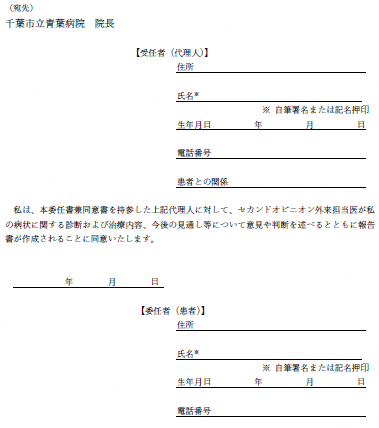 (宛先)
千葉市立青葉病院　院長
【受任者（代理人）】
住所
氏名*
※ 自筆署名または記名押印
生年月日　　　年　　　月　　　日
電話番号
患者との関係
私は、本委任書兼同意書を持参した上記代理人に対して、セカンドオピニオン外来担当医が私
の病状に関する診断および治療内容、今後の見通し等について意見や判断を述べるとともに報告
書が作成されることに同意いたします。
年　　　月　　　日
【委任者（患者）】
住所
氏名*
※ 自筆署名または記名押印
生年月日　　　年　　　月　　　日
電話番号